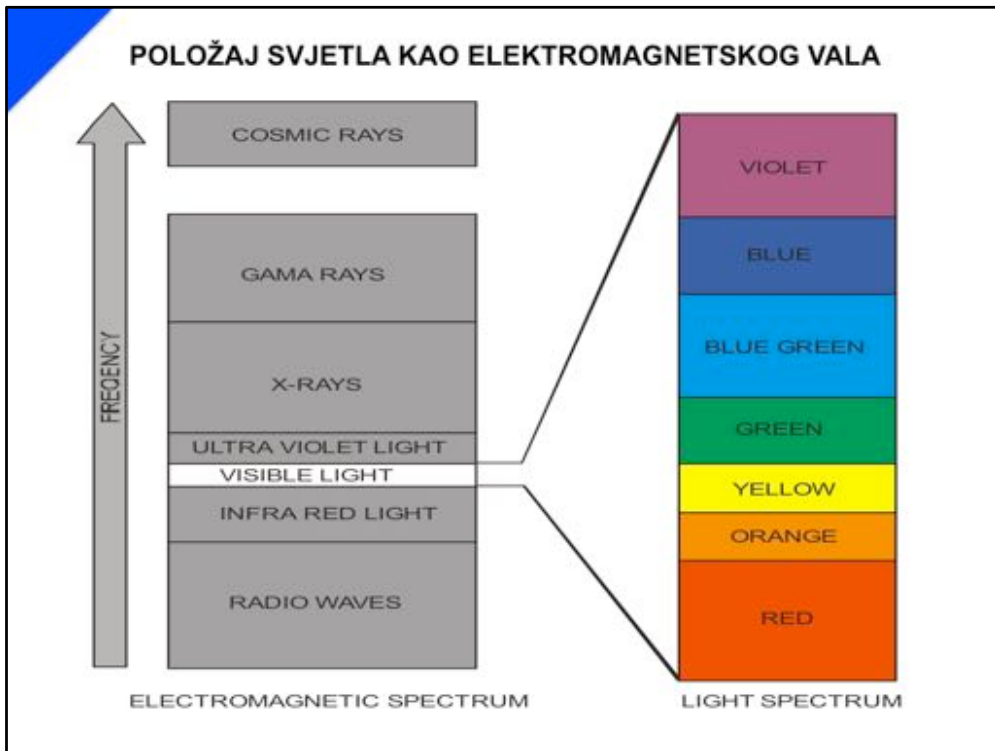 POLOŽAJ SVJETLA KAO ELEKTROMAGNETSKOG VALA
FREQENCY
COSMIC RAYS
GAMA RAYS
X-RAYS
ULTRA VIOLET LIGHT
VISIBLE LIGHT
INFRA RED LIGHT
RADIO WAVES
ELECTROMAGNETIC SPECTRUM
VIOLET
BLUE
BLUE GREEN
GREEN
YELLOW
ORANGE
RED
LIGHT SPECTRUM